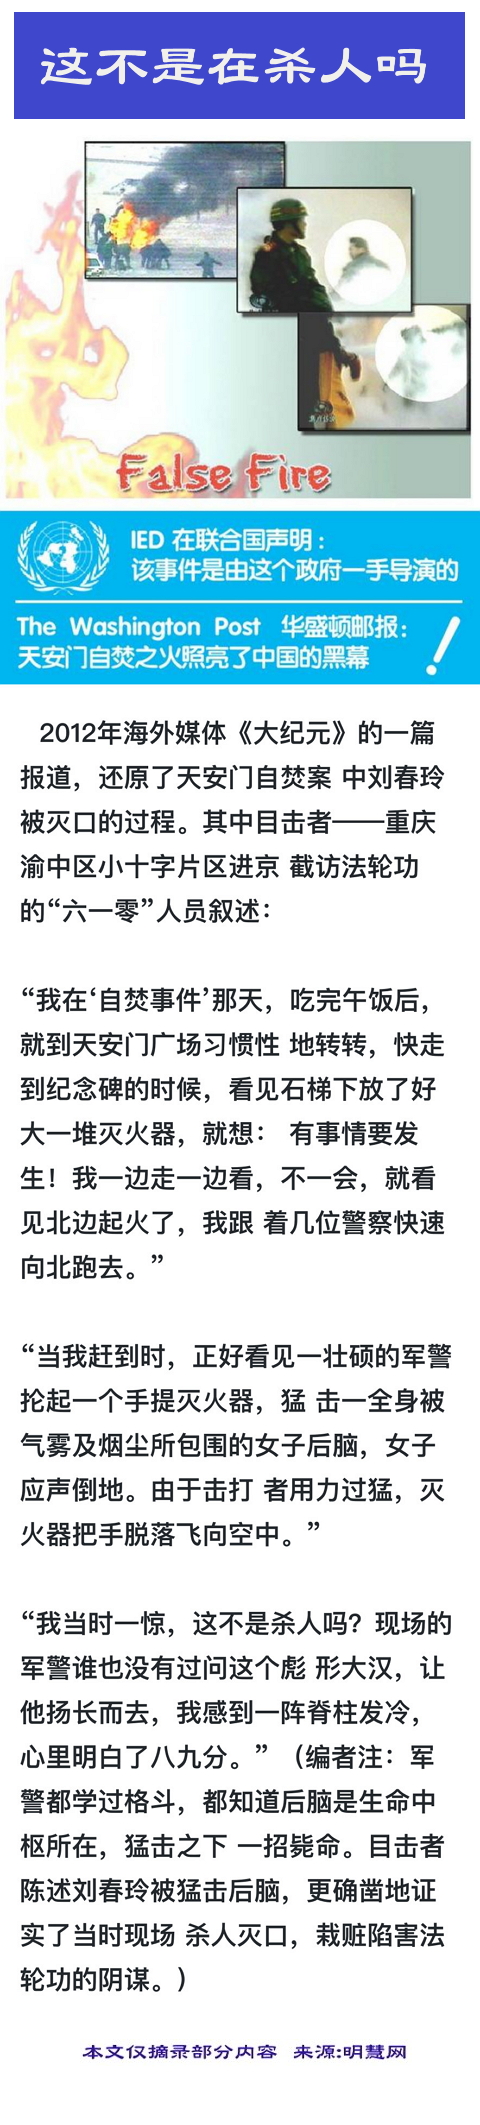 这不是在杀人吗
False Fire
IED 在联合国声明：
该事件是由这个政府一手导演的
The Washington Post 华盛顿邮报：
天安门自焚之火照亮了中国的黑幕
！
2012年海外媒体《大纪元》的一篇
报道，还原了天安门自焚案 中刘春玲
被灭口的过程。其中目击者——重庆
渝中区小十字片区进京 截访法轮功
的“六一零”人员叙述：
“我在‘自焚事件’那天，吃完午饭后，
就到天安门广场习惯性 地转转，快走
到纪念碑的时候，看见石梯下放了好
大一堆灭火器，就想： 有事情要发
生！我一边走一边看，不一会，就看
见北边起火了，我跟 着几位警察快速
向北跑去。”
“当我赶到时，正好看见一壮硕的军警
抡起一个手提灭火器，猛 击一全身被
气雾及烟尘所包围的女子后脑，女子
应声倒地。由于击打 者用力过猛，灭
火器把手脱落飞向空中。”
“我当时一惊，这不是杀人吗？现场的
军警谁也没有过问这个彪 形大汉，让
他扬长而去，我感到一阵脊柱发冷，
心里明白了八九分。” （编者注：军
警都学过格斗，都知道后脑是生命中
枢所在，猛击之下 一招毙命。目击者
陈述刘春玲被猛击后脑，更确凿地证
实了当时现场 杀人灭口，栽赃陷害法
轮功的阴谋。）
本文仅摘录部分内容 来源:明慧网